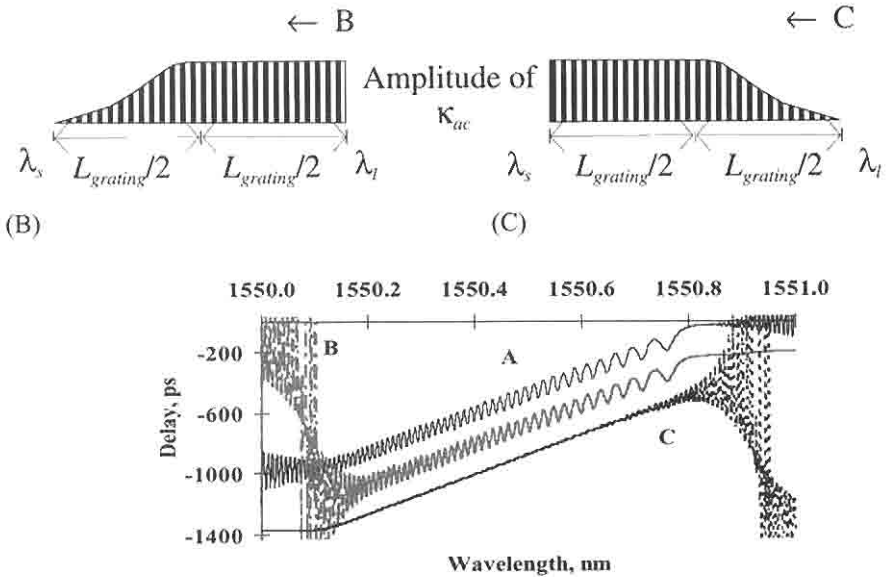 ← B
← C
Amplitude of
κac
λs Lgrating/2 Lgrating/2 λl
λs Lgrating/2 Lgrating/2 λl
(B)
(C)
1550.0 1550.2 1550.4 1550.6 1550.8 1551.0
B
A
C
-200
-600
-1000
-1400
Delay, ps
Wavelength, nm